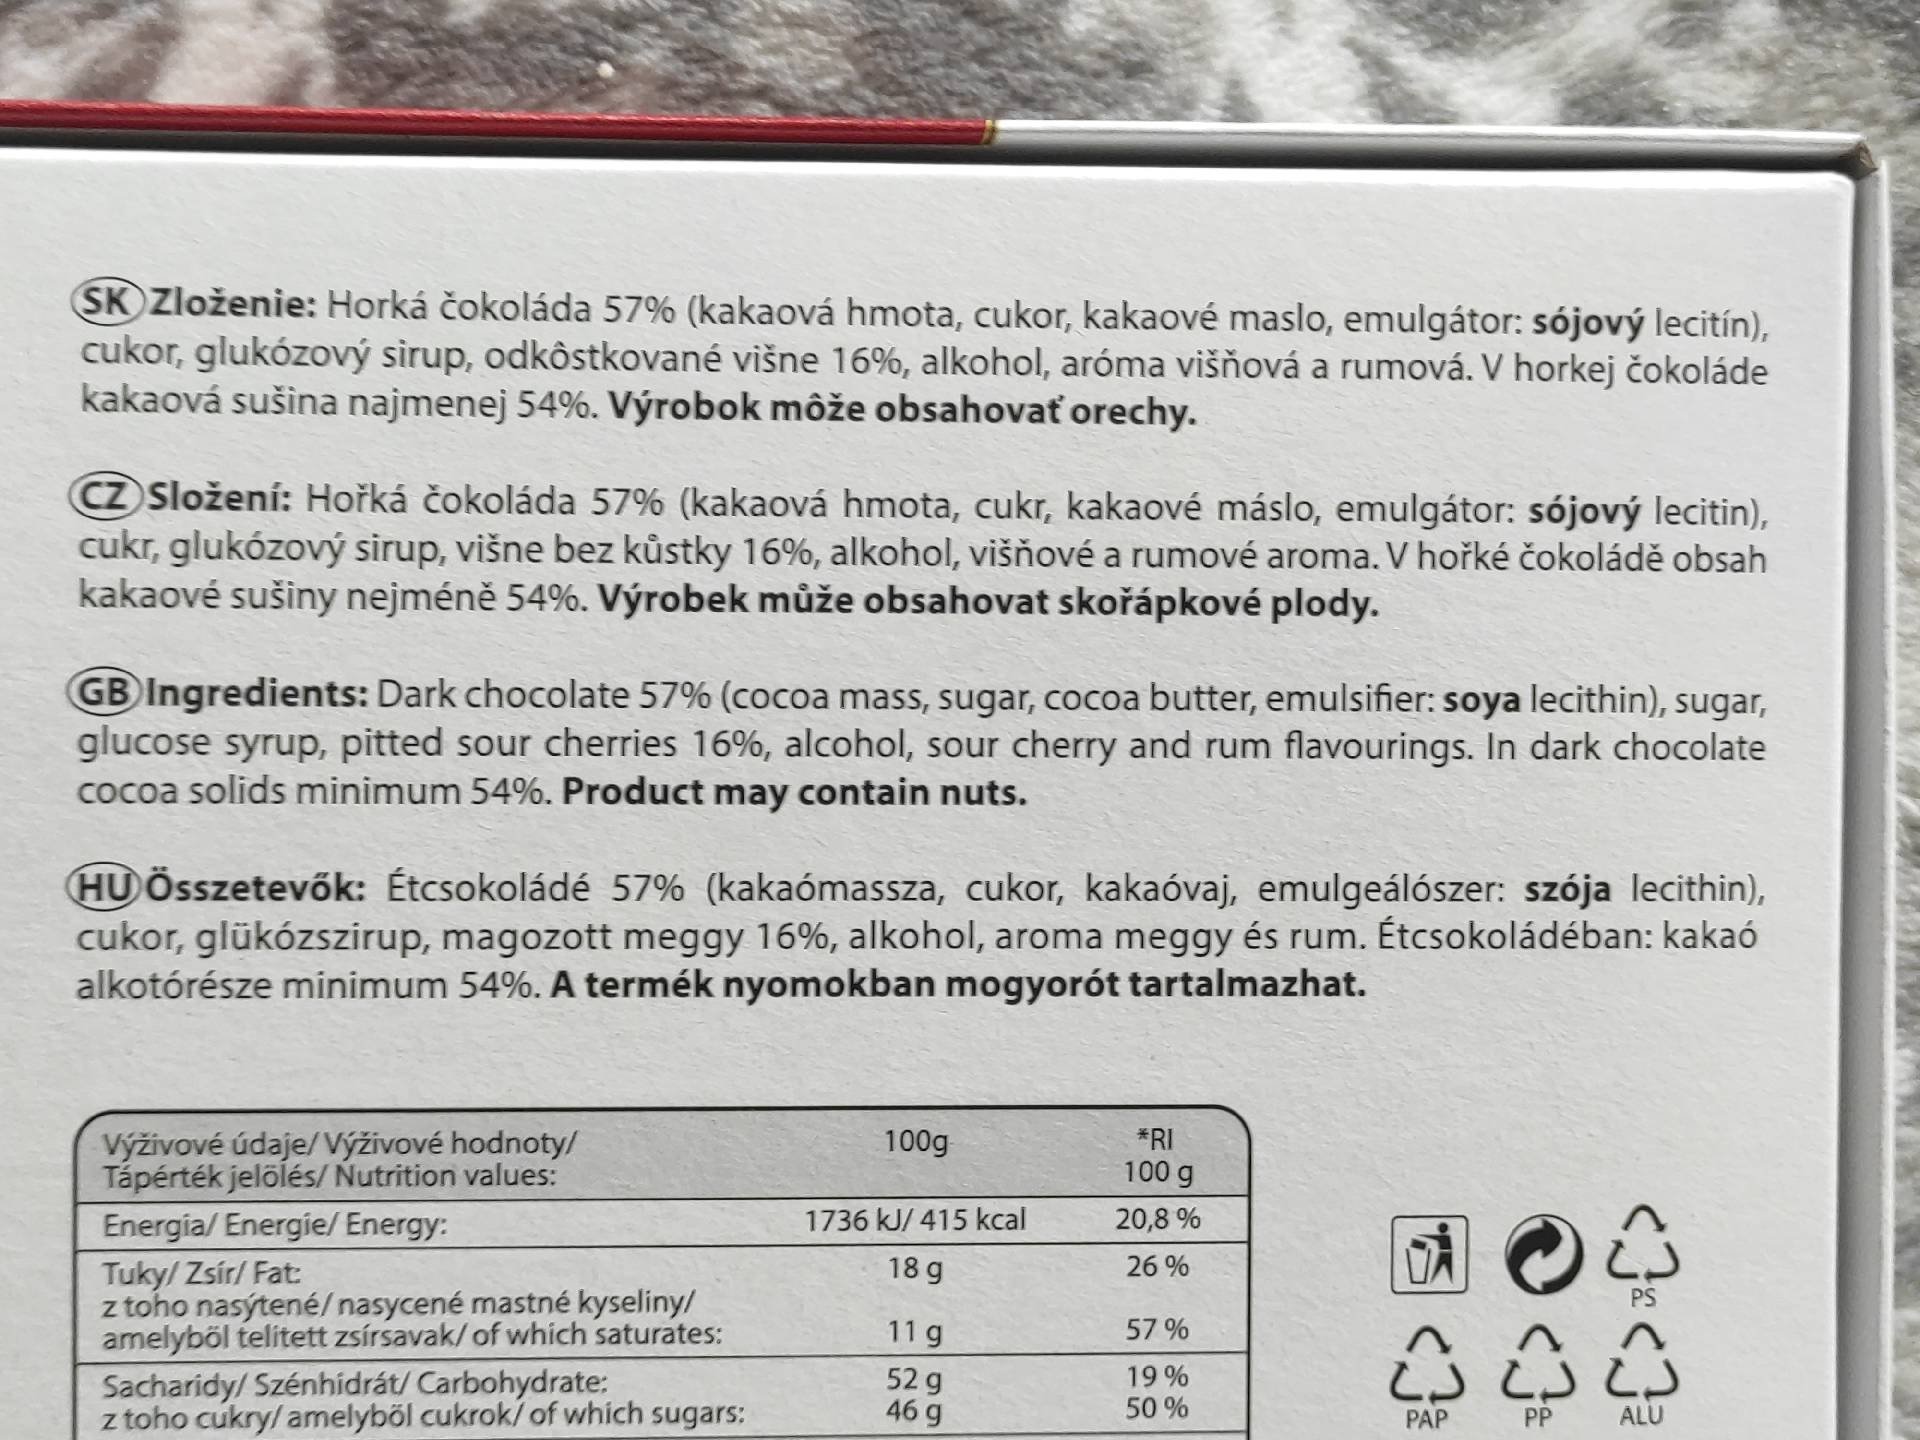 SK Zloženie: Horká čokoláda 57% (kakaová hmota, cukor, kakaové maslo, emulgátor: sójový lecitín),
cukor, glukózový sirup, odkôstkované višne 16%, alkohol, aróma višňová a rumová. V horkej čokoláde
kakaová sušina najmenej 54%. Výrobok môže obsahovať orechy.
CZ Složení: Hořká čokoláda 57% (kakaová hmota, cukr, kakaové máslo, emulgátor: sójový lecitin),
cukr, glukózový sirup, višne bez kůstky 16%, alkohol, višňové a rumové aroma. V hořké čokoládě obsah
kakaové sušiny nejméně 54%. Výrobek může obsahovat skořápkové plody.
GB Ingredients: Dark chocolate 57% (cocoa mass, sugar, cocoa butter, emulsifier: soya lecithin), sugar,
glucose syrup, pitted sour cherries 16%, alcohol, sour cherry and rum flavourings. In dark chocolate
cocoa solids minimum 54%. Product may contain nuts.
HU Összetevők: Étcsokoládé 57% (kakaómassza, cukor, kakaóvaj, emulgeálószer: szója lecithin),
cukor, glükózszirup, magozott meggy 16%, alkohol, aroma meggy és rum. Étcsokoládéban: kakaó
alkotórésze minimum 54%. A termék nyomokban mogyorót tartalmazhat.
Výživové údaje/ Výživové hodnoty/ 100g *RI
Tápérték jelölés/ Nutrition values: 100 g
Energia/ Energie/ Energy: 1736 kJ/ 415 kcal 20,8 %
Tuky/ Zsír/ Fat: 18 g 26 %
z toho nasýtené/ nasycené mastné kyseliny/
amelyböl telitett zsírsavak/ of which saturates: 11 g 57 %
Sacharidy/ Szénhidrát/ Carbohydrate: 52 g 19 %
z toho cukry/ amelyböl cukrok/ of which sugars: 46 g 50 %
PS
PAP PP ALU